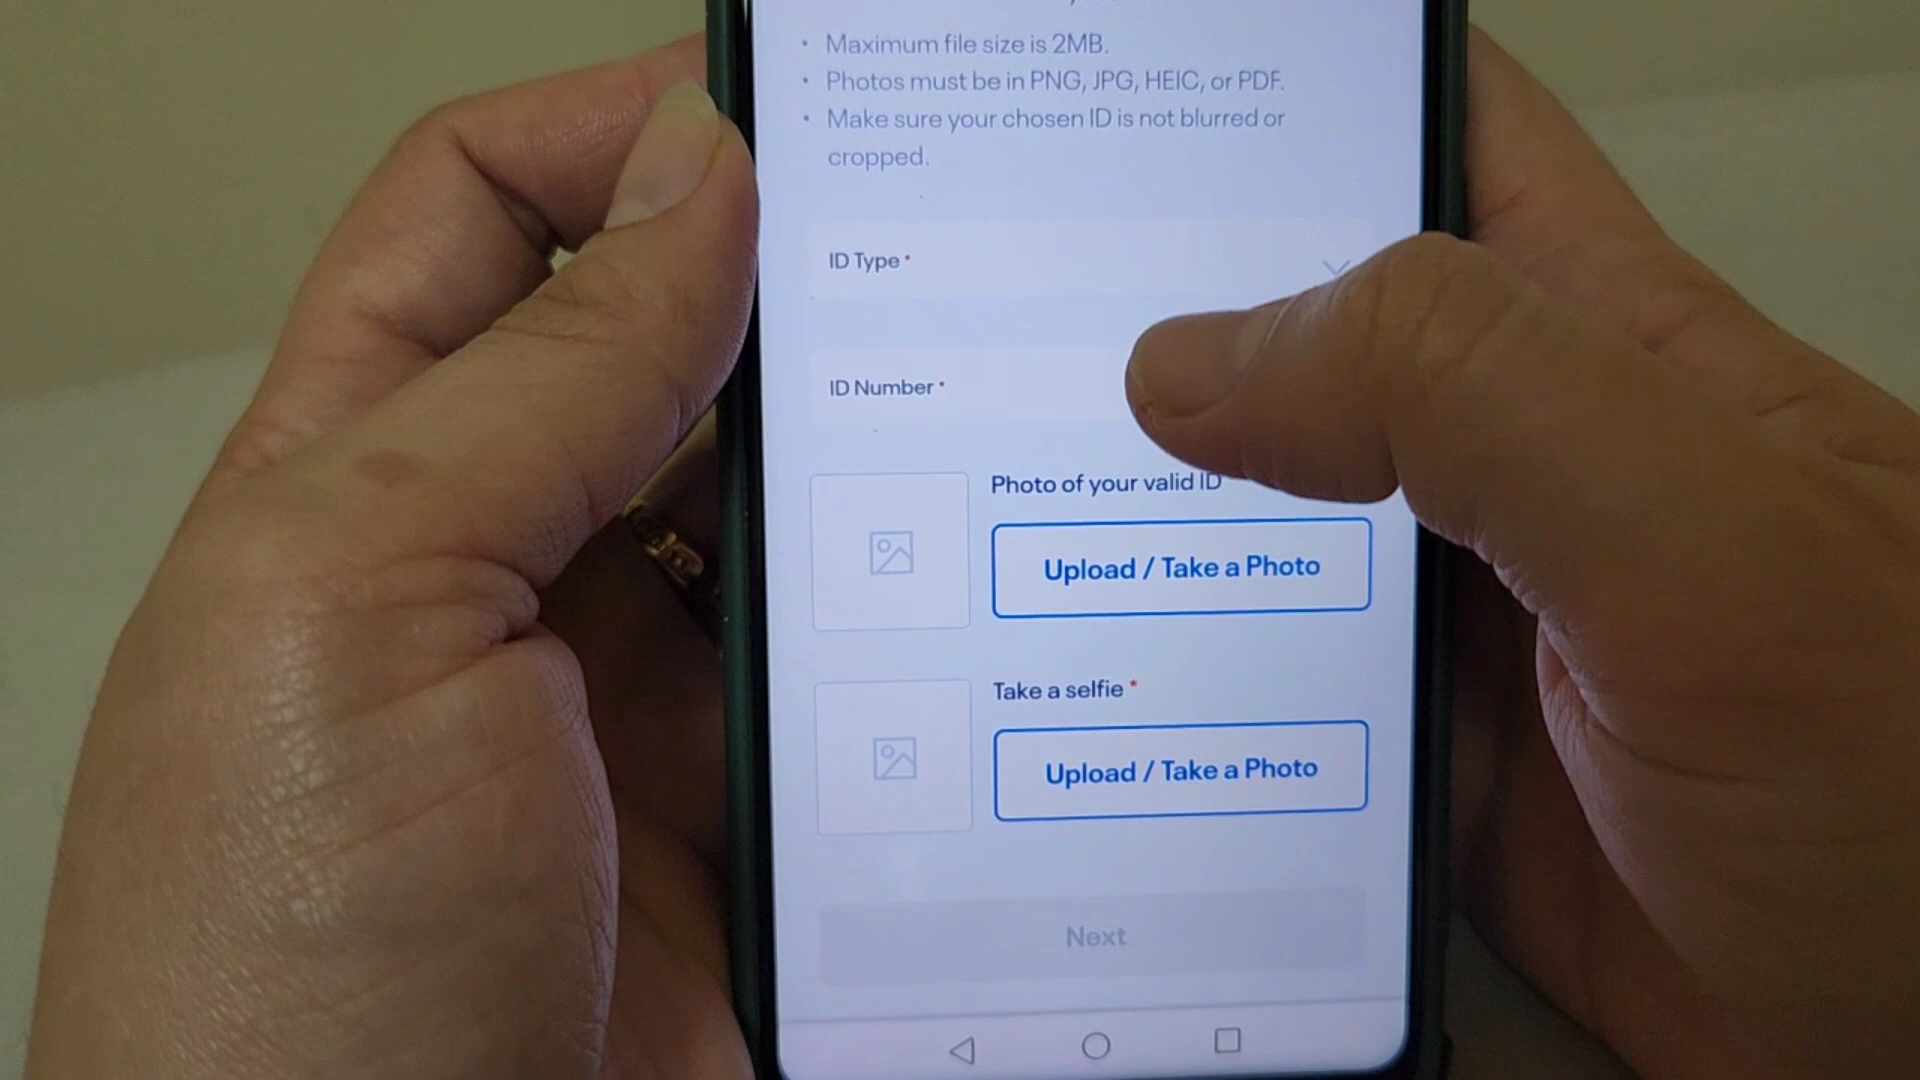 • Maximum file size is 2MB.
• Photos must be in PNG, JPG, HEIC, or PDF.
• Make sure your chosen ID is not blurred or
cropped.
ID Type *
ID Number *
Photo of your valid ID
Upload / Take a Photo
Take a selfie *
Upload / Take a Photo
Next